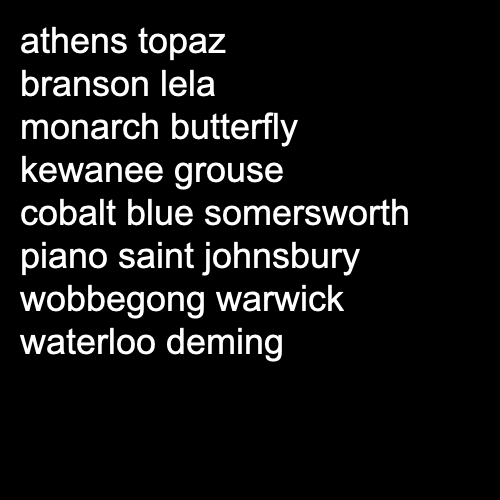 athens topaz
branson lela
monarch butterfly
kewanee grouse
cobalt blue somersworth
piano saint johnsbury
wobbegong warwick
waterloo deming